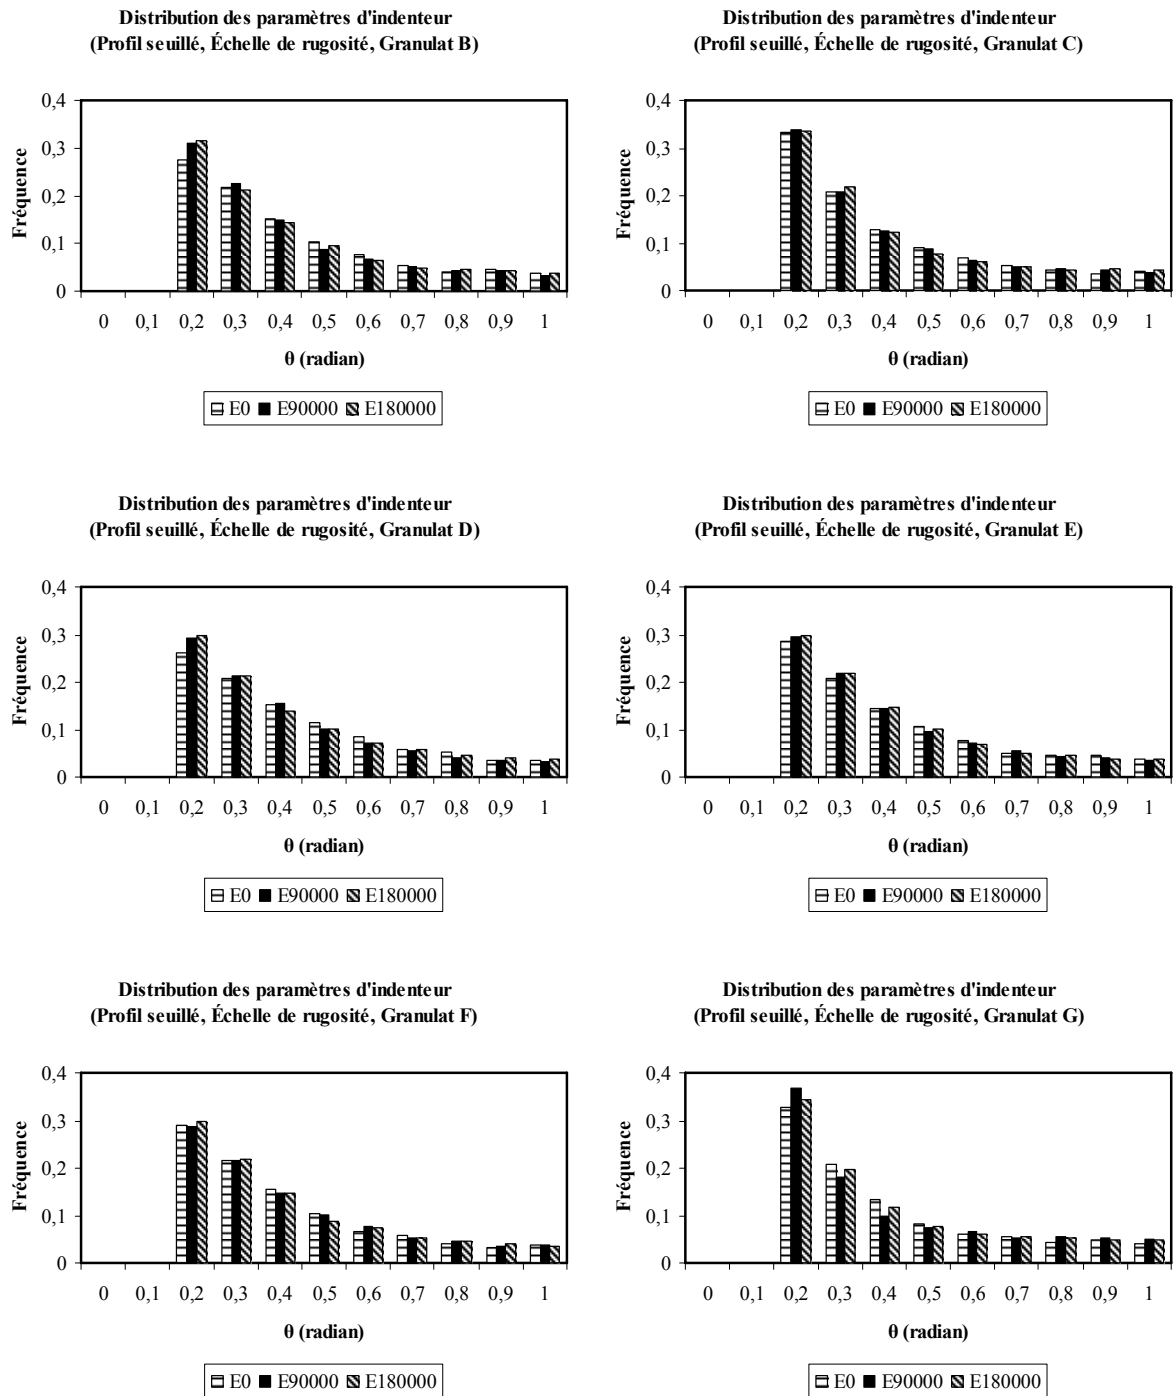 Distribution des paramètres d'indenteur
(Profil seuillé, Échelle de rugosité, Granulat B)
0,4
0,3
0,2
0,1
0
Fréquence
0 0,1 0,2 0,3 0,4 0,5 0,6 0,7 0,8 0,9 1
θ (radian)
E0 E90000 E180000
Distribution des paramètres d'indenteur
(Profil seuillé, Échelle de rugosité, Granulat C)
0,4
0,3
0,2
0,1
0
Fréquence
0 0,1 0,2 0,3 0,4 0,5 0,6 0,7 0,8 0,9 1
θ (radian)
E0 E90000 E180000
Distribution des paramètres d'indenteur
(Profil seuillé, Échelle de rugosité, Granulat D)
0,4
0,3
0,2
0,1
0
Fréquence
0 0,1 0,2 0,3 0,4 0,5 0,6 0,7 0,8 0,9 1
θ (radian)
E0 E90000 E180000
Distribution des paramètres d'indenteur
(Profil seuillé, Échelle de rugosité, Granulat E)
0,4
0,3
0,2
0,1
0
Fréquence
0 0,1 0,2 0,3 0,4 0,5 0,6 0,7 0,8 0,9 1
θ (radian)
E0 E90000 E180000
Distribution des paramètres d'indenteur
(Profil seuillé, Échelle de rugosité, Granulat F)
0,4
0,3
0,2
0,1
0
Fréquence
0 0,1 0,2 0,3 0,4 0,5 0,6 0,7 0,8 0,9 1
θ (radian)
E0 E90000 E180000
Distribution des paramètres d'indenteur
(Profil seuillé, Échelle de rugosité, Granulat G)
0,4
0,3
0,2
0,1
0
Fréquence
0 0,1 0,2 0,3 0,4 0,5 0,6 0,7 0,8 0,9 1
θ (radian)
E0 E90000 E180000